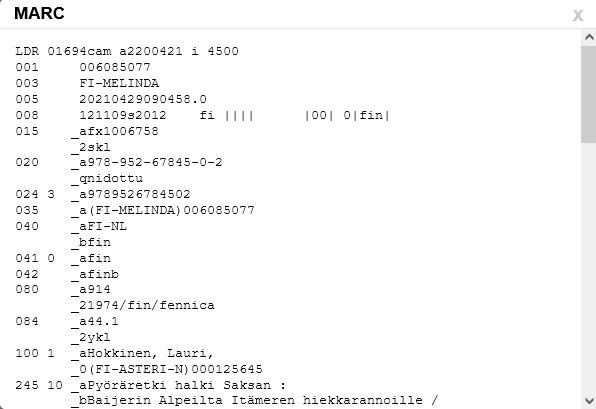 MARC
x
LDR 01694cam a2200421 i 4500
001 006085077
003 FI-MELINDA
005 20210429090458.0
008 121109s2012    fi ||||      |00| 0|fin|
015 _afx1006758
_2skl
020 _a978-952-67845-0-2
_qnidottu
024 3 _a9789526784502
035 _a(FI-MELINDA)006085077
040 _aFI-NL
_bfin
041 0 _afin
042 _afinb
080 _a914
_21974/fin/fennica
084 _a44.1
_2ykl
100 1 _aHokkinen, Lauri,
_0(FI-ASTERI-N)000125645
245 10 _aPyöräretki halki Saksan :
_bBaijerin Alpeilta Itämeren hiekkarannoille /